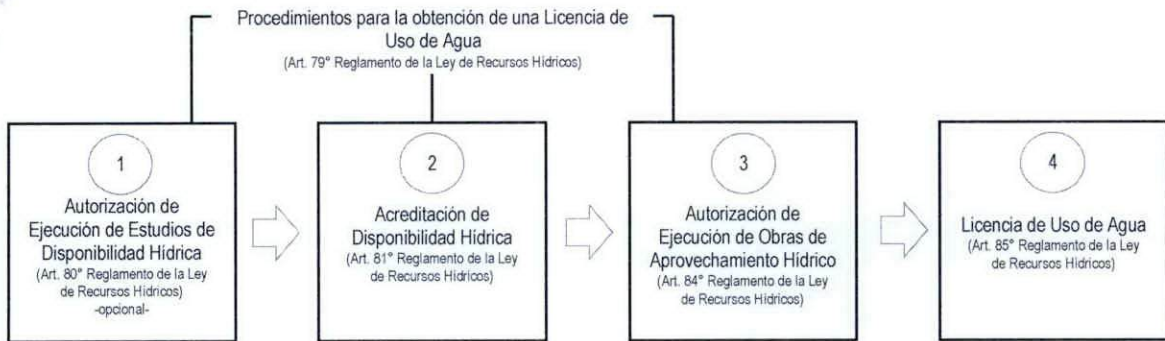 Procedimientos para la obtención de una Licencia de
Uso de Agua
(Art. 79° Reglamento de la Ley de Recursos Hídricos)
1
Autorización de
Ejecución de Estudios de
Disponibilidad Hídrica
(Art. 80° Reglamento de la Ley
de Recursos Hídricos)
-opcional-
2
Acreditación de
Disponibilidad Hídrica
(Art. 81° Reglamento de la Ley
de Recursos Hídricos)
3
Autorización de
Ejecución de Obras de
Aprovechamiento Hídrico
(Art. 84° Reglamento de la Ley
de Recursos Hídricos)
4
Licencia de Uso de Agua
(Art. 85° Reglamento de la Ley
de Recursos Hídricos)